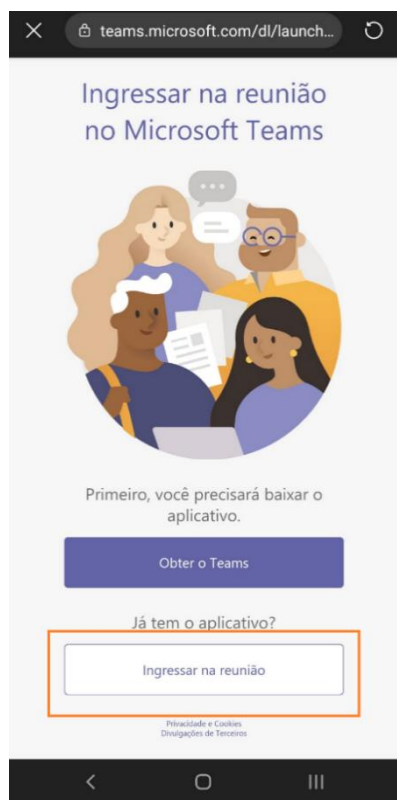 teams.microsoft.com/dl/launch...
Ingressar na reunião
no Microsoft Teams
Primeiro, você precisará baixar o
aplicativo.
Obter o Teams
Já tem o aplicativo?
Ingressar na reunião
Privacidade e Cookies
Divulgações de Terceiros